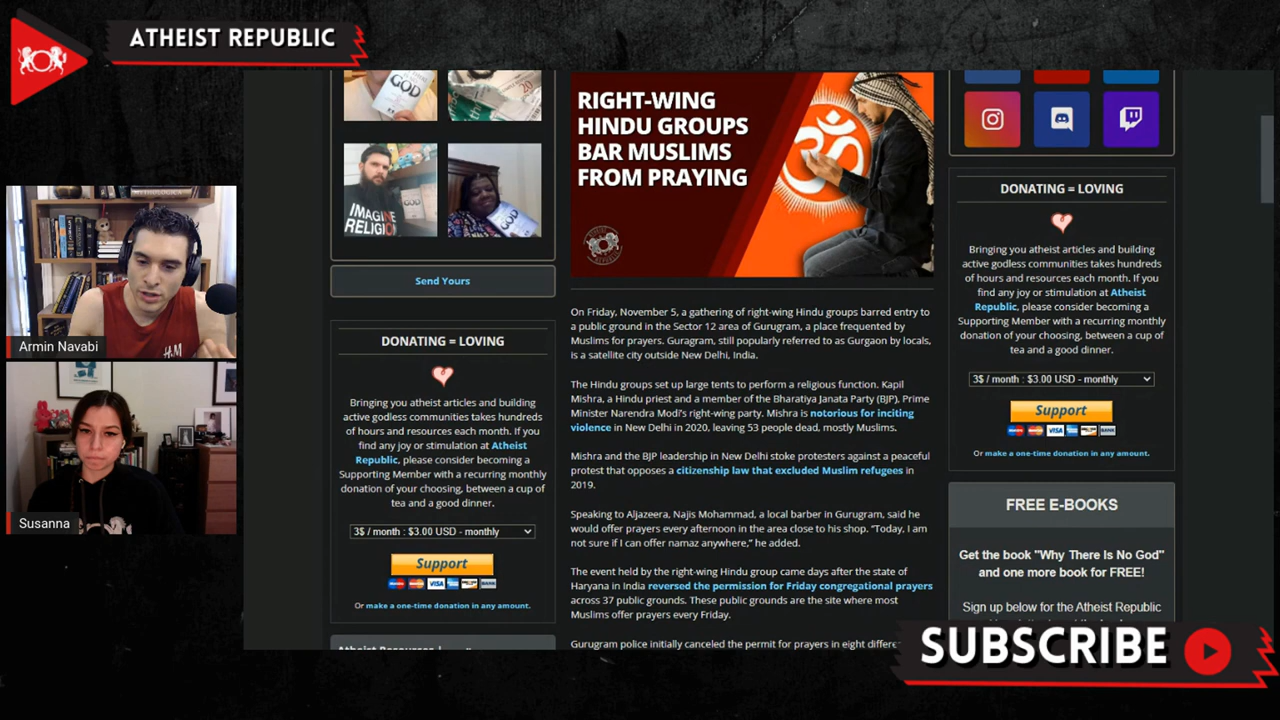 ATHEIST REPUBLIC
Armin Navabi
Susanna
GOD
IMAGINE
RELIGION
GOD
Send Yours
DONATING = LOVING
Bringing you atheist articles and building
active godless communities takes hundreds
of hours and resources each month. If you
find any joy or stimulation at Atheist
Republic, please consider becoming a
Supporting Member with a recurring monthly
donation of your choosing, between a cup of
tea and a good dinner.
3$ / month : $3.00 USD - monthly
Support
VISA
BANK
Or make a one-time donation in any amount.
RIGHT-WING
HINDU GROUPS
BAR MUSLIMS
FROM PRAYING
ॐ
On Friday, November 5, a gathering of right-wing Hindu groups barred entry to
a public ground in the Sector 12 area of Gurugram, a place frequented by
Muslims for prayers. Guragram, still popularly referred to as Gurgaon by locals,
is a satellite city outside New Delhi, India.
The Hindu groups set up large tents to perform a religious function. Kapil
Mishra, a Hindu priest and a member of the Bharatiya Janata Party (BJP), Prime
Minister Narendra Modi's right-wing party. Mishra is notorious for inciting
violence in New Delhi in 2020, leaving 53 people dead, mostly Muslims.
Mishra and the BJP leadership in New Delhi stoke protesters against a peaceful
protest that opposes a citizenship law that excluded Muslim refugees in
2019.
Speaking to Aljazeera, Najis Mohammad, a local barber in Gurugram, said he
would offer prayers every afternoon in the area close to his shop. "Today, I am
not sure if I can offer namaz anywhere," he added.
The event held by the right-wing Hindu group came days after the state of
Haryana in India reversed the permission for Friday congregational prayers
across 37 public grounds. These public grounds are the site where most
Muslims offer prayers every Friday.
Gurugram police initially canceled the permit for prayers in eight
DONATING = LOVING
Bringing you atheist articles and building
active godless communities takes hundreds
of hours and resources each month. If you
find any joy or stimulation at Atheist
Republic, please consider becoming a
Supporting Member with a recurring monthly
donation of your choosing, between a cup of
tea and a good dinner.
3$ / month : $3.00 USD - monthly
Support
VISA
BANK
Or make a one-time donation in any amount.
FREE E-BOOKS
Get the book "Why There Is No God"
and one more book for FREE!
Sign up below for the Atheist Republic
SUBSCRIBE